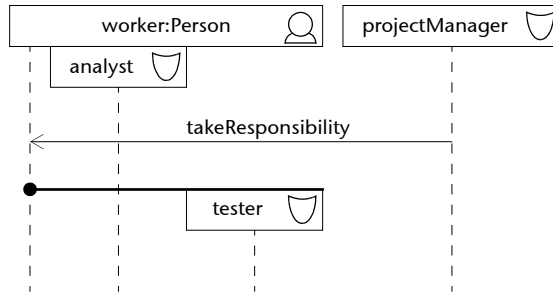 worker:Person
projectManager
analyst
takeResponsibility
tester